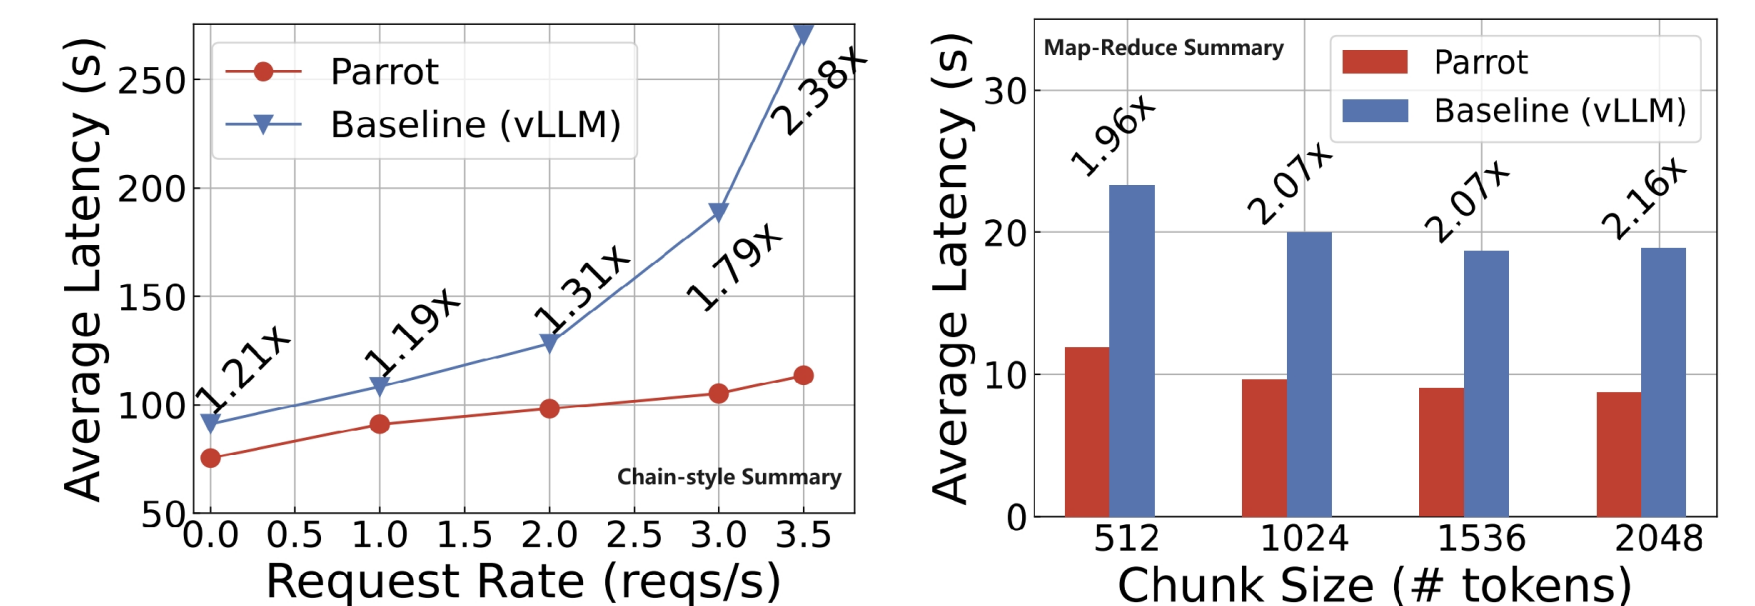 Average Latency (s)
250
200
150
100
50
Parrot
Baseline (vLLM)
1.21x
1.19x
1.31x
1.79x
2.38x
Chain-style Summary
0.0 0.5 1.0 1.5 2.0 2.5 3.0 3.5
Request Rate (reqs/s)
Average Latency (s)
30
20
10
0
Map-Reduce Summary
Parrot
Baseline (vLLM)
1.96x
2.07x
2.07x
2.16x
512 1024 1536 2048
Chunk Size (# tokens)